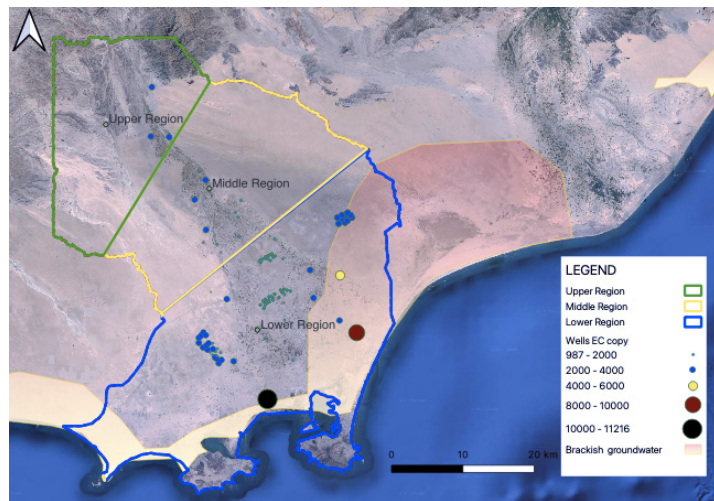 Upper Region
Middle Region
Lower Region
LEGEND
Upper Region
Middle Region
Lower Region
Wells EC copy
987 - 2000
2000 - 4000
4000 - 6000
8000 - 10000
10000 - 11216
Brackish groundwater
0 10 20 km